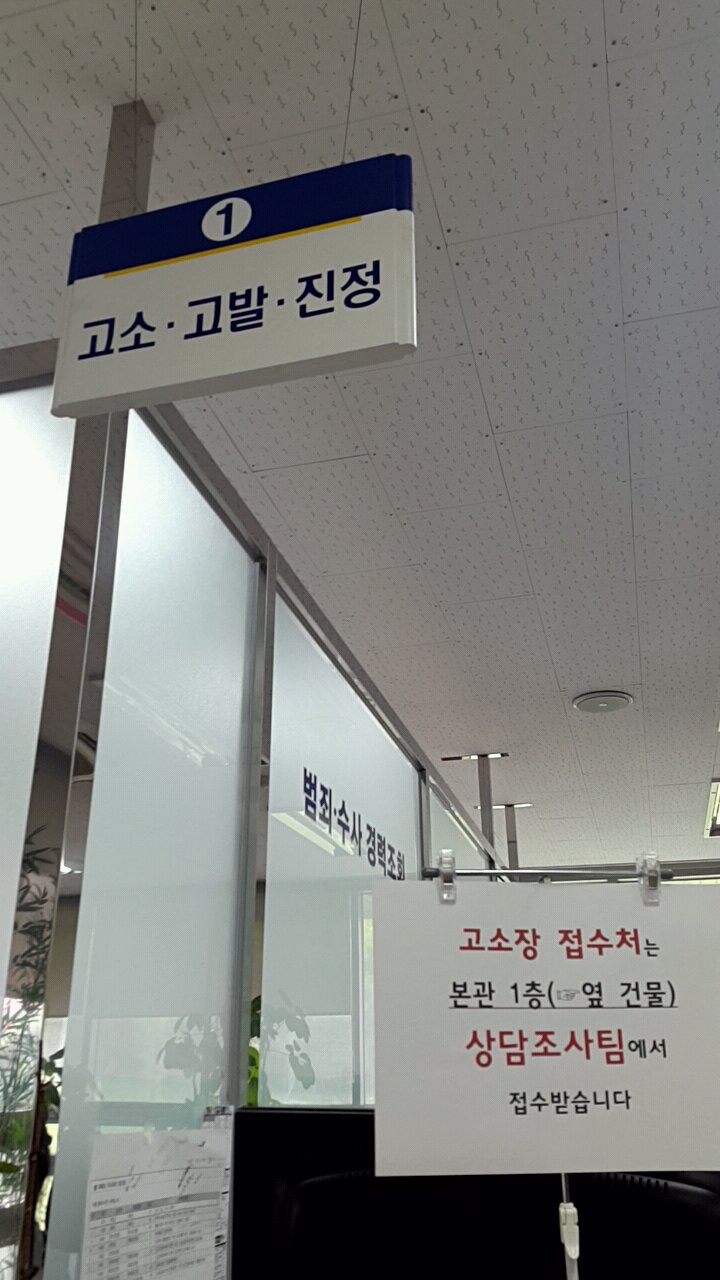 1
고소·고발·진정
범죄·수사 경력조회
고소장 접수처는
본관 1층(☞옆 건물)
상담조사팀에서
접수받습니다